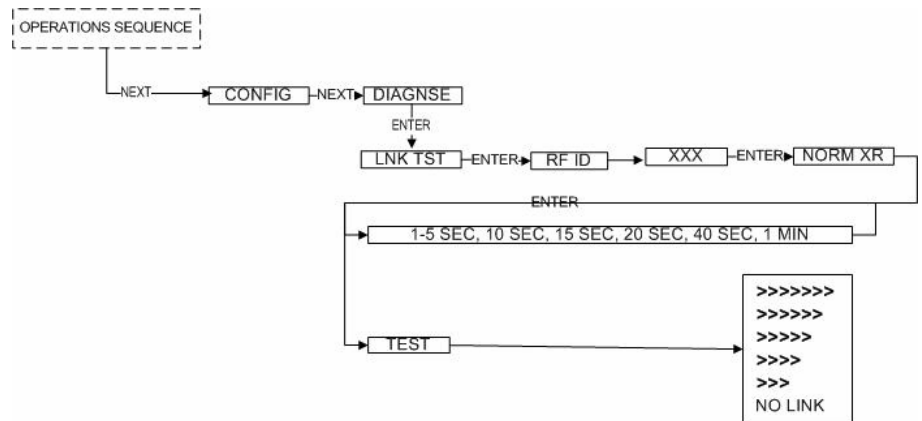 OPERATIONS SEQUENCE
NEXT
CONFIG
NEXT
DIAGNSE
ENTER
LNK TST
ENTER
RF ID
XXX
ENTER
NORM XR
ENTER
1-5 SEC, 10 SEC, 15 SEC, 20 SEC, 40 SEC, 1 MIN
TEST
>>>>>>>
>>>>>>
>>>>>
>>>>
>>>
NO LINK